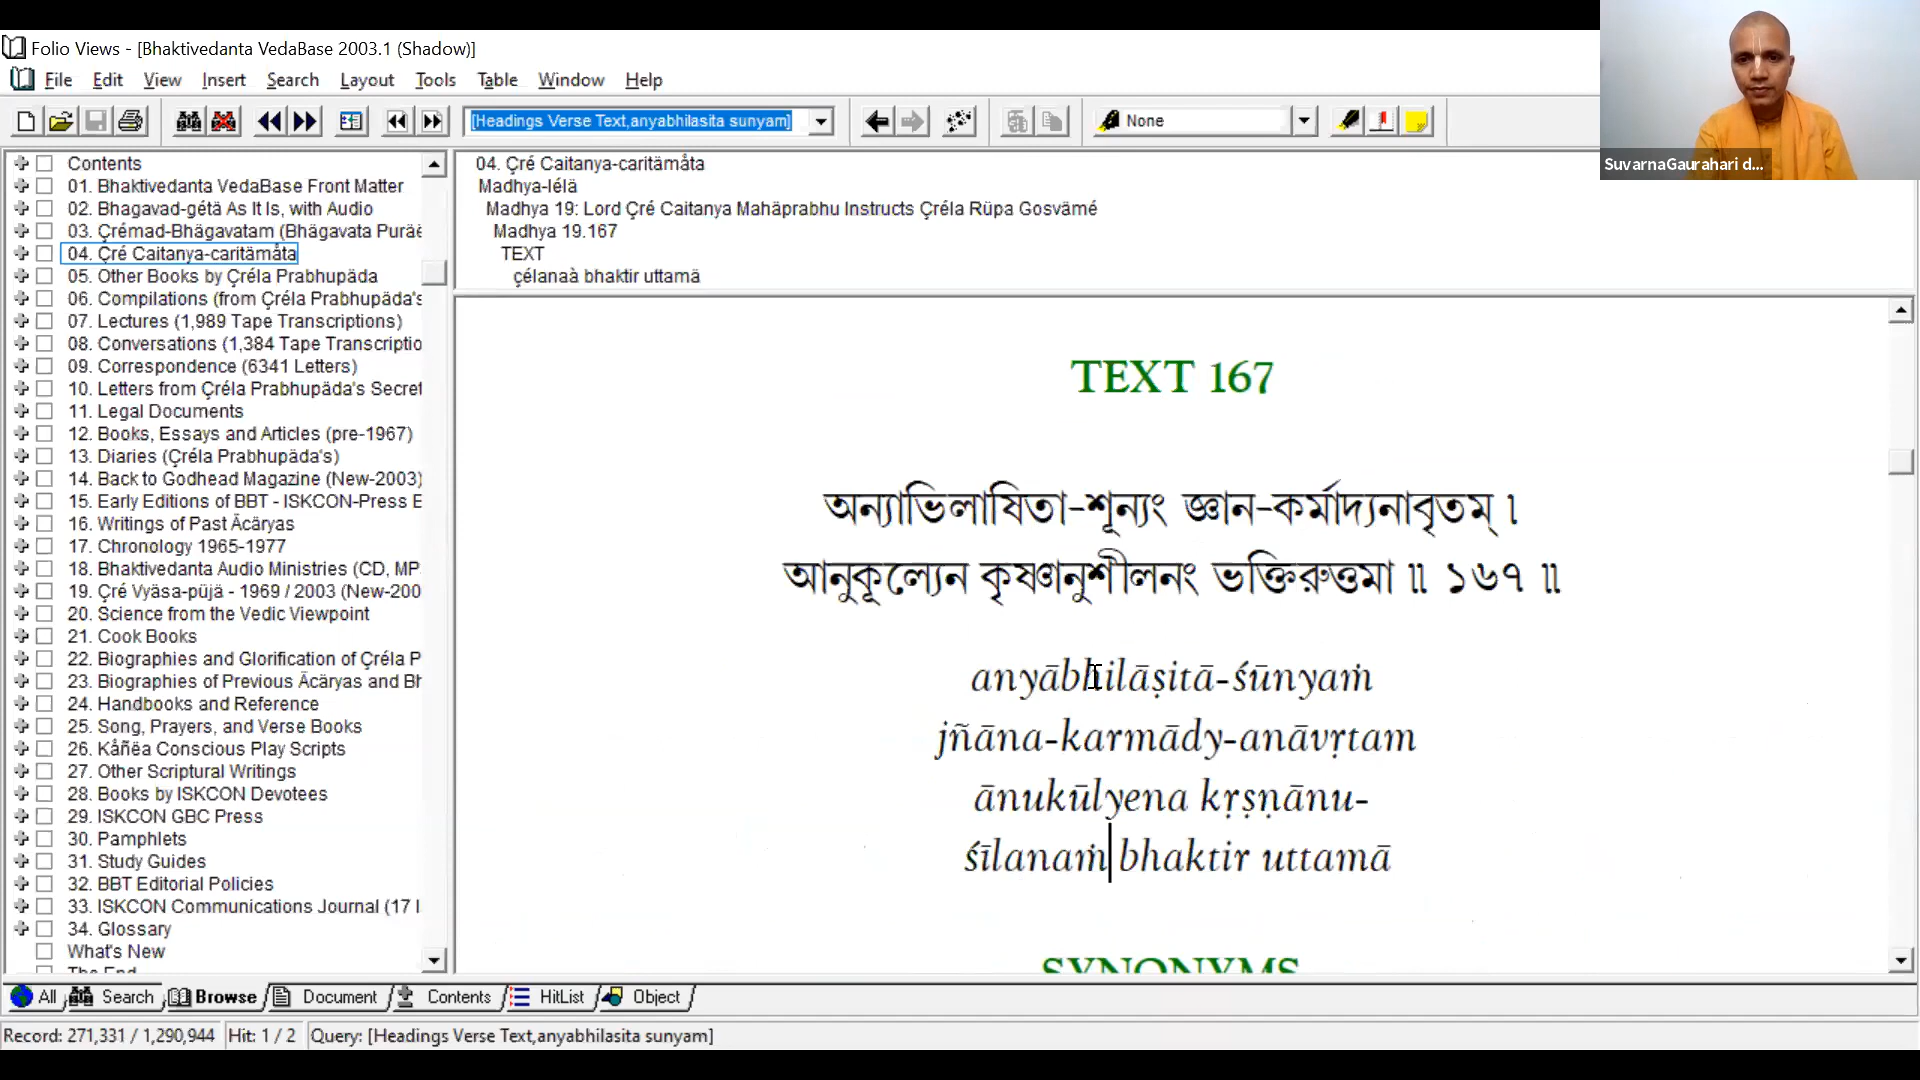 Folio Views - [Bhaktivedanta VedaBase 2003.1 (Shadow)]
File Edit View Insert Search Layout Tools Table Window Help
[Headings Verse Text,anyabhilasita sunyam]
None
SuvarnaGaurahari d...
Contents
01. Bhaktivedanta VedaBase Front Matter
02. Bhagavad-gétä As It Is, with Audio
03. Çrémad-Bhägavatam (Bhägavata Puräë
04. Çré Caitanya-caritämåta
05. Other Books by Çréla Prabhupäda
06. Compilations (from Çréla Prabhupäda's
07. Lectures (1,989 Tape Transcriptions)
08. Conversations (1,384 Tape Transcriptio
09. Correspondence (6341 Letters)
10. Letters from Çréla Prabhupäda's Secret
11. Legal Documents
12. Books, Essays and Articles (pre-1967)
13. Diaries (Çréla Prabhupäda's)
14. Back to Godhead Magazine (New-2003)
15. Early Editions of BBT - ISKCON-Press E
16. Writings of Past Äcäryas
17. Chronology 1965-1977
18. Bhaktivedanta Audio Ministries (CD, MP
19. Çré Vyäsa-püjä - 1969 / 2003 (New-200
20. Science from the Vedic Viewpoint
21. Cook Books
22. Biographies and Glorification of Çréla P
23. Biographies of Previous Äcäryas and Bh
24. Handbooks and Reference
25. Song, Prayers, and Verse Books
26. Kåñëa Conscious Play Scripts
27. Other Scriptural Writings
28. Books by ISKCON Devotees
29. ISKCON GBC Press
30. Pamphlets
31. Study Guides
32. BBT Editorial Policies
33. ISKCON Communications Journal (17 I
34. Glossary
What's New
The End
04. Çré Caitanya-caritämåta
Madhya-lélä
Madhya 19: Lord Çré Caitanya Mahäprabhu Instructs Çréla Rüpa Gosvämé
Madhya 19.167
TEXT
çélanaà bhaktir uttamä
TEXT 167
অন্যাভিলাষিতা-শূন্যং জ্ঞান-কর্মাদ্যনাবৃতম্ ।
আনুকূল্যেন কৃষ্ণানুশীলনং ভক্তিরুত্তমা ॥ ১৬৭ ॥
anyābhilāṣitā-śūnyaṁ
jñāna-karmādy-anāvṛtam
ānukūlyena kṛṣṇānu-
śīlanaṁ bhaktir uttamā
SYNONYMS
All Search Browse Document Contents HitList Object
Record: 271,331 / 1,290,944 Hit: 1 / 2 Query: [Headings Verse Text,anyabhilasita sunyam]